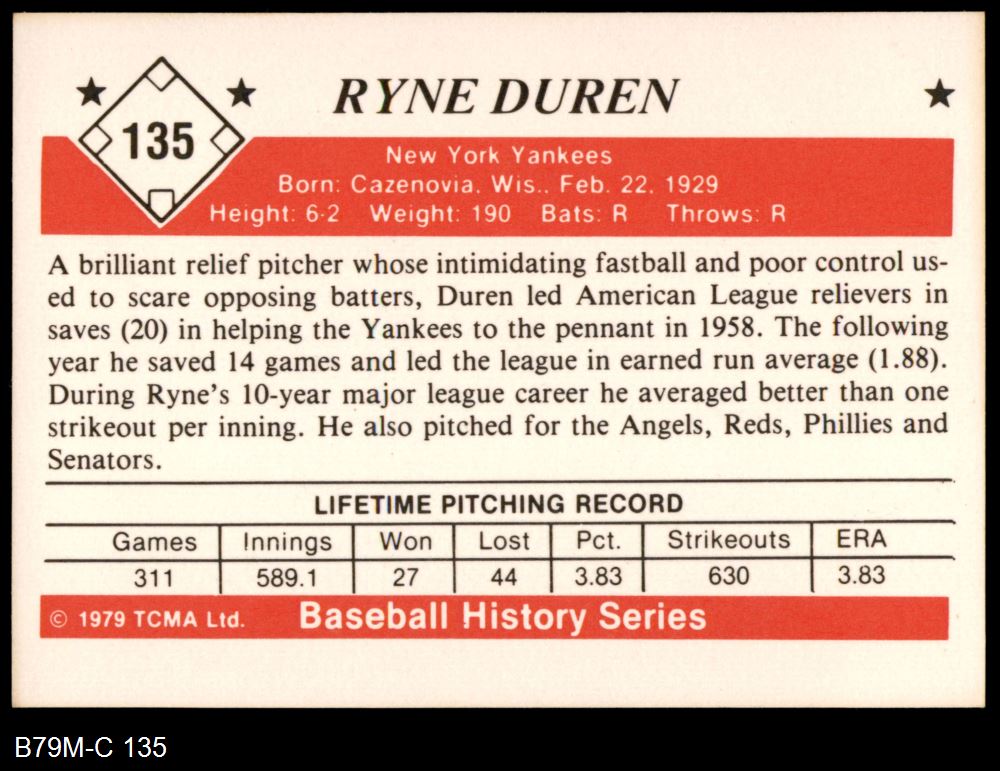 RYNE DUREN
135
New York Yankees
Born: Cazenovia. Wis.. Feb. 22. 1929
Height: 6-2 Weight: 190 Bats: R Throws: R
A brilliant relief pitcher whose intimidating fastball and poor control us-
ed to scare opposing batters, Duren led American League relievers in
saves (20) in helping the Yankees to the pennant in 1958. The following
year he saved 14 games and led the league in earned run average (1.88).
During Ryne's 10-year major league career he averaged better than one
strikeout per inning. He also pitched for the Angels, Reds, Phillies and
Senators.
LIFETIME PITCHING RECORD
Games Innings Won Lost Pct. Strikeouts ERA
311 589.1 27 44 3.83 630 3.83
© 1979 TCMA Ltd. Baseball History Series
B79M-C 135